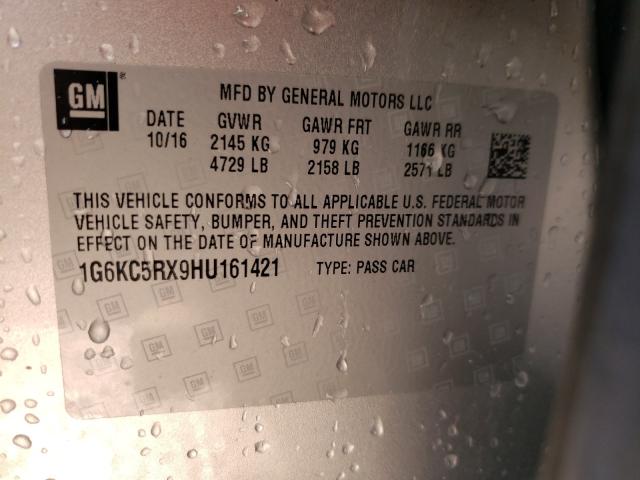 GM
MFD BY GENERAL MOTORS LLC
DATE GVWR GAWR FRT GAWR RR
10/16 2145 KG 979 KG 1166 KG
4729 LB 2158 LB 2571 LB
THIS VEHICLE CONFORMS TO ALL APPLICABLE U.S. FEDERAL MOTOR
VEHICLE SAFETY, BUMPER, AND THEFT PREVENTION STANDARDS IN
EFFECT ON THE DATE OF MANUFACTURE SHOWN ABOVE.
1G6KC5RX9HU161421 TYPE: PASS CAR